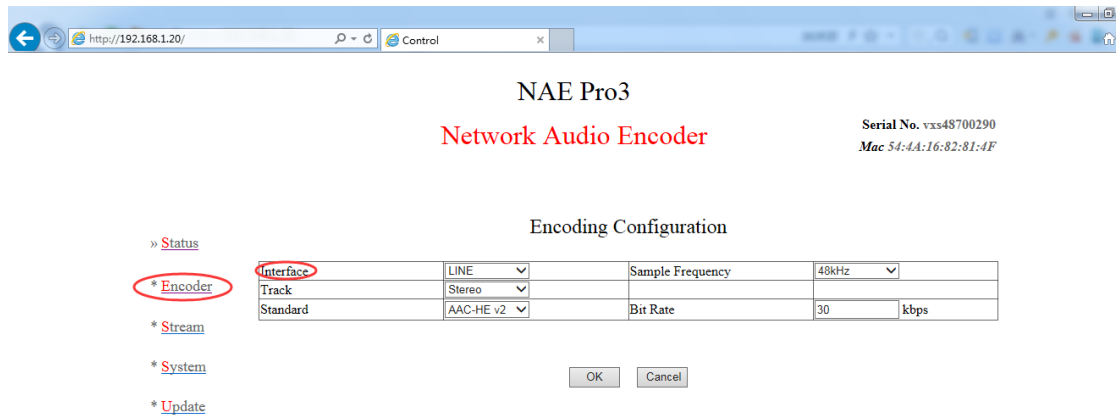 http://192.168.1.20/
Control
NAE Pro3
Network Audio Encoder
Serial No. vxs48700290
Mac 54:4A:16:82:81:4F
Encoding Configuration
» Status
* Encoder
* Stream
* System
* Update
Interface LINE Sample Frequency 48kHz
Track Stereo
Standard AAC-HE v2 Bit Rate 30 kbps
OK Cancel